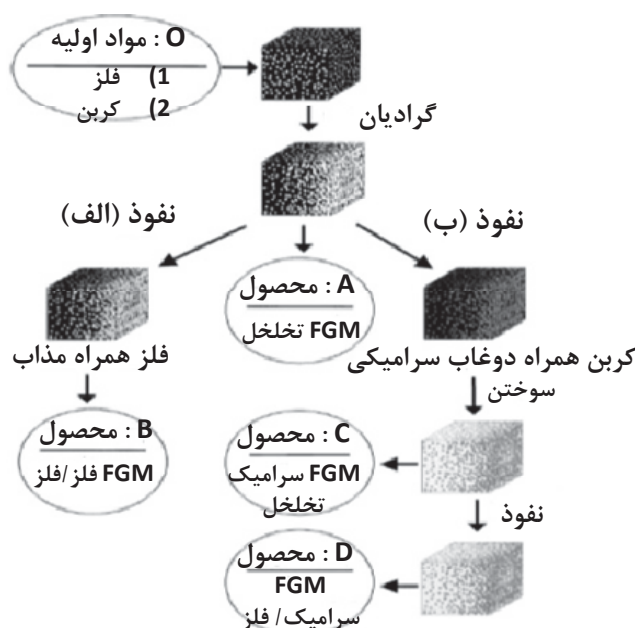 O : مواد اولیه
1) فلز
2) کربن
گرادیان
نفوذ (الف)
نفوذ (ب)
A : محصول
FGM تخلخل
فلز همراه مذاب
کربن همراه دوغاب سرامیکی
سوختن
B : محصول
FGM فلز/فلز
C : محصول
FGM سرامیک
تخلخل
نفوذ
D : محصول
FGM
سرامیک/ فلز